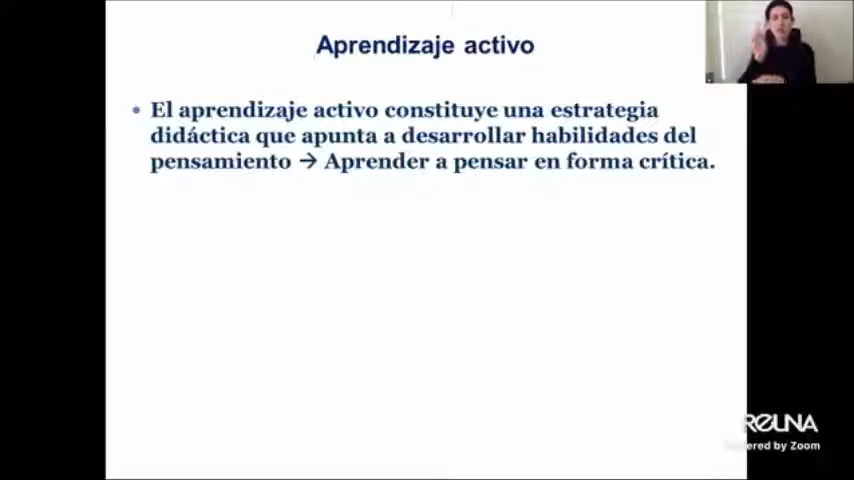 Aprendizaje activo
• El aprendizaje activo constituye una estrategia
didáctica que apunta a desarrollar habilidades del
pensamiento → Aprender a pensar en forma crítica.
REUNA
ered by Zoom